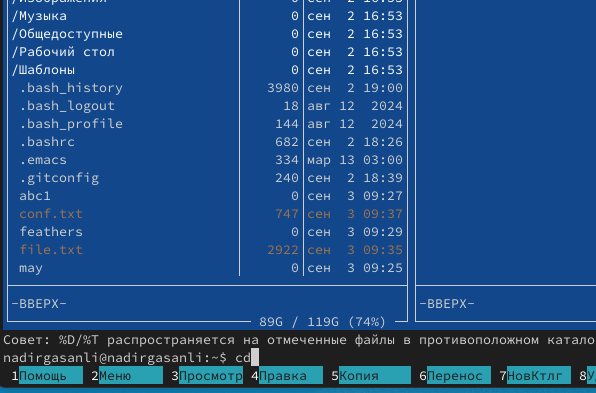 /Изображения 0 сен 2 16:53
/Музыка 0 сен 2 16:53
/Общедоступные 0 сен 2 16:53
/Рабочий стол 0 сен 2 16:53
/Шаблоны 0 сен 2 16:53
.bash_history 3980 сен 2 19:00
.bash_logout 18 авг 12 2024
.bash_profile 144 авг 12 2024
.bashrc 682 сен 2 18:26
.emacs 334 мар 13 03:00
.gitconfig 240 сен 2 18:39
abc1 0 сен 3 09:27
conf.txt 747 сен 3 09:37
feathers 0 сен 3 09:29
file.txt 2922 сен 3 09:35
may 0 сен 3 09:25
-ВВЕРХ- -ВВЕРХ-
89G / 119G (74%)
Совет: %D/%T распространяется на отмеченные файлы в противоположном катало
nadirgasanli@nadirgasanli:~$ cd
1Помощь 2Меню 3Просмотр 4Правка 5Копия 6Перенос 7НовКтлг 8У